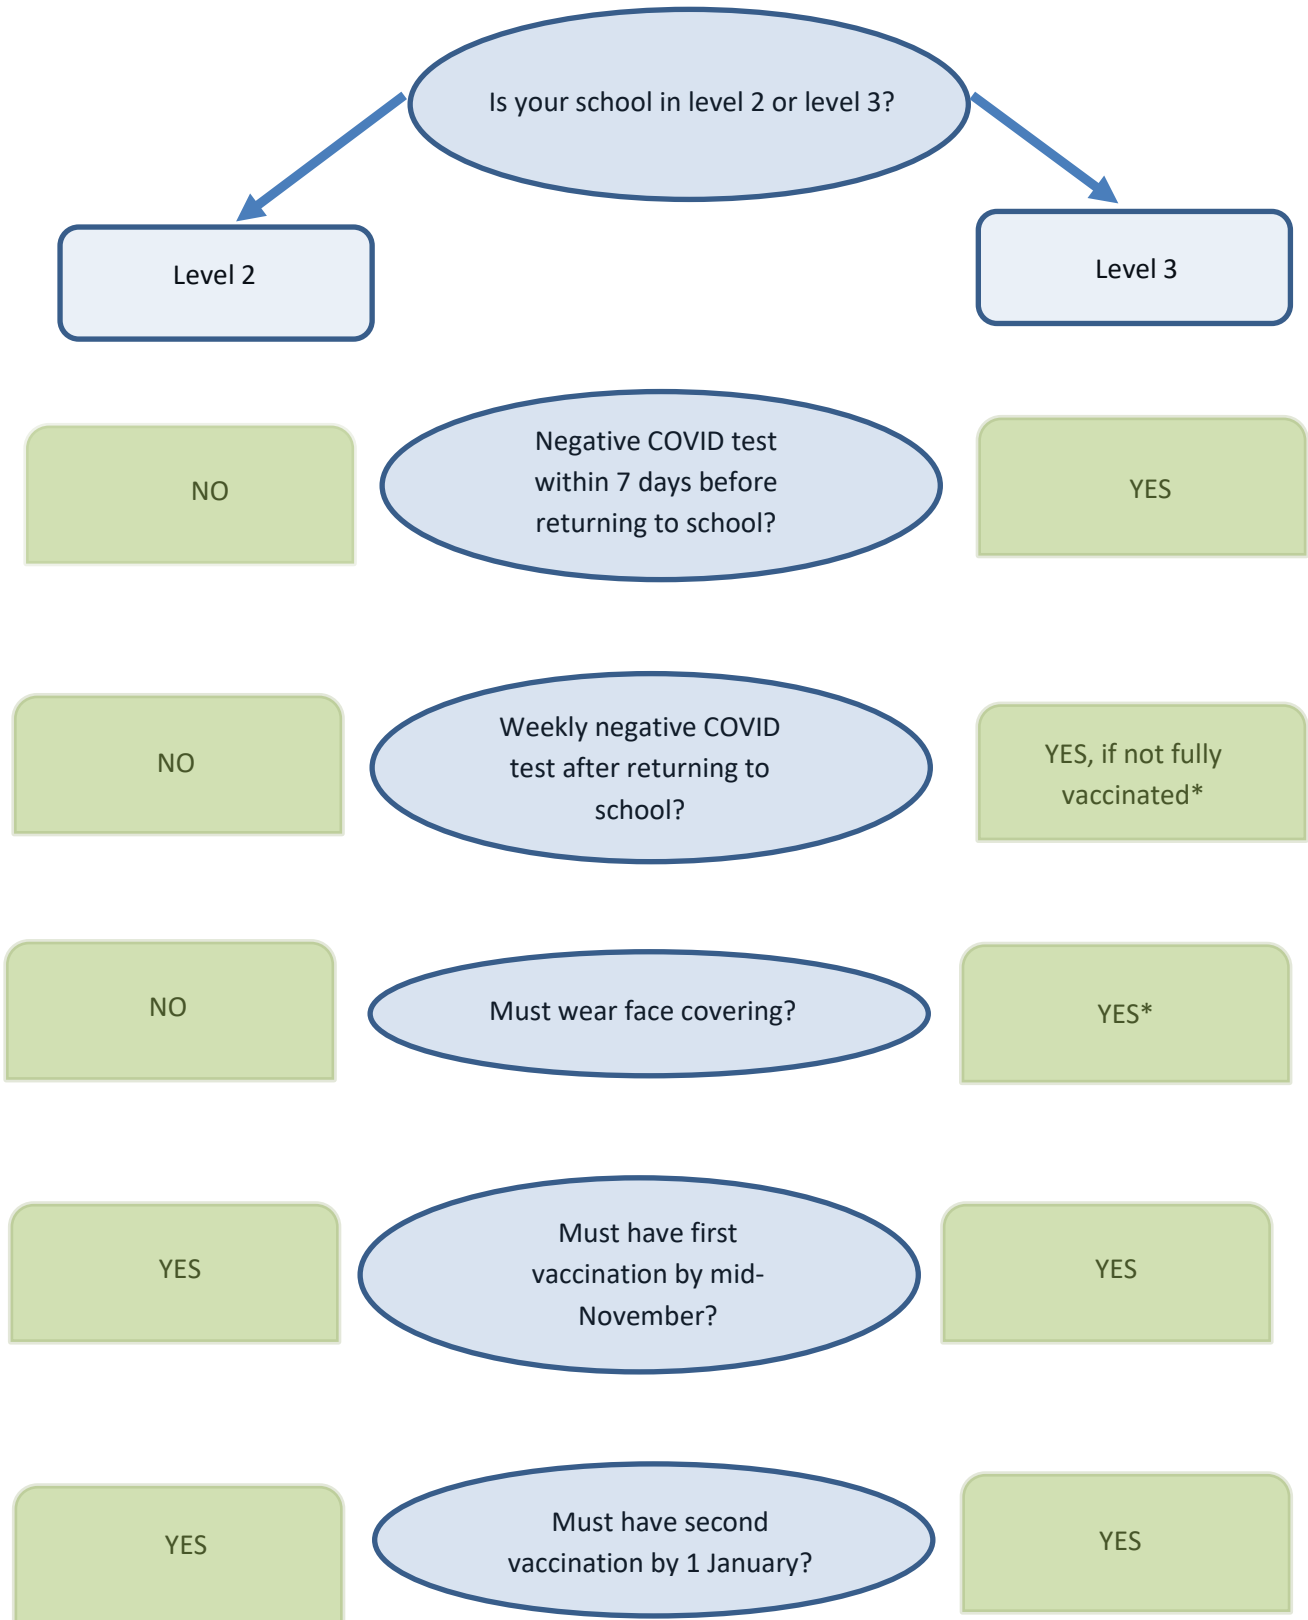 Is your school in level 2 or level 3?
Level 2
Level 3
NO
Negative COVID test
within 7 days before
returning to school?
YES
NO
Weekly negative COVID
test after returning to
school?
YES, if not fully
vaccinated*
NO
Must wear face covering?
YES*
YES
Must have first
vaccination by mid-
November?
YES
YES
Must have second
vaccination by 1 January?
YES